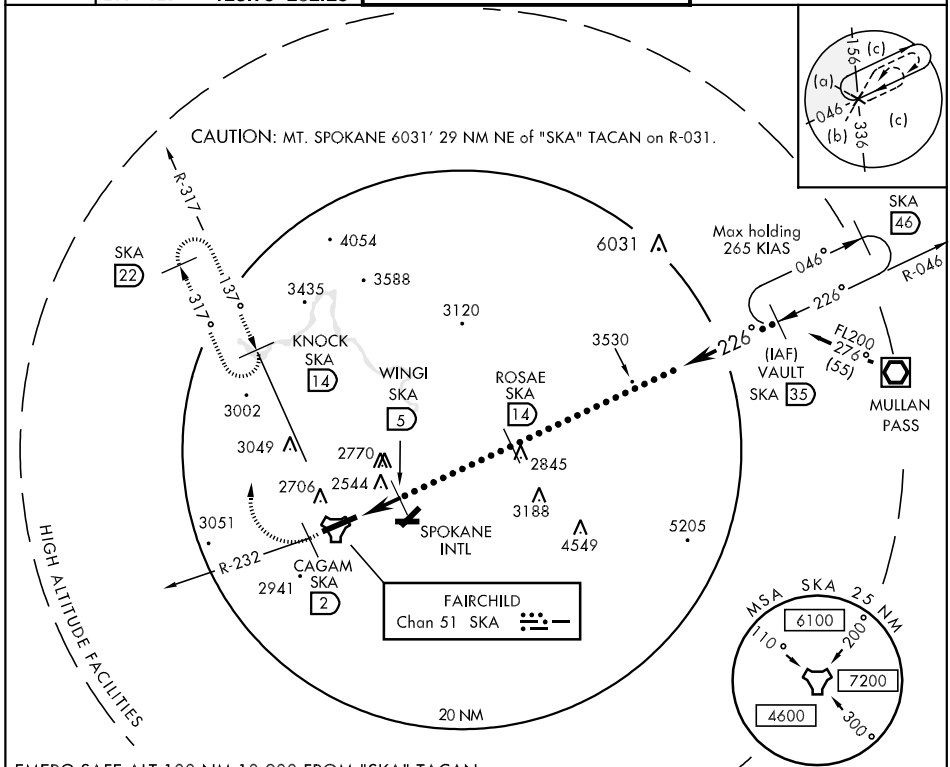 CAUTION: MT. SPOKANE 6031' 29 NM NE of "SKA" TACAN on R-031.
156
(c)
(a)
046
(b)
336
(c)
R-317
SKA
22
317°
137°
4054
3588
3435
3120
6031
Max holding
265 KIAS
SKA
46
046°
R-046
226°
226°
FL200
276°
(55)
(IAF)
VAULT
SKA 35
MULLAN
PASS
3530
KNOCK
SKA
14
WINGI
SKA
5
ROSAE
SKA
14
3002
3049
2770
2544
2706
2845
3188
4549
5205
3051
SPOKANE
INTL
R-232
CAGAM
SKA
2
2941
FAIRCHILD
Chan 51 SKA
HIGH ALTITUDE FACILITIES
20 NM
MSA SKA 25 NM
6100
110°
200°
7200
4600
300°